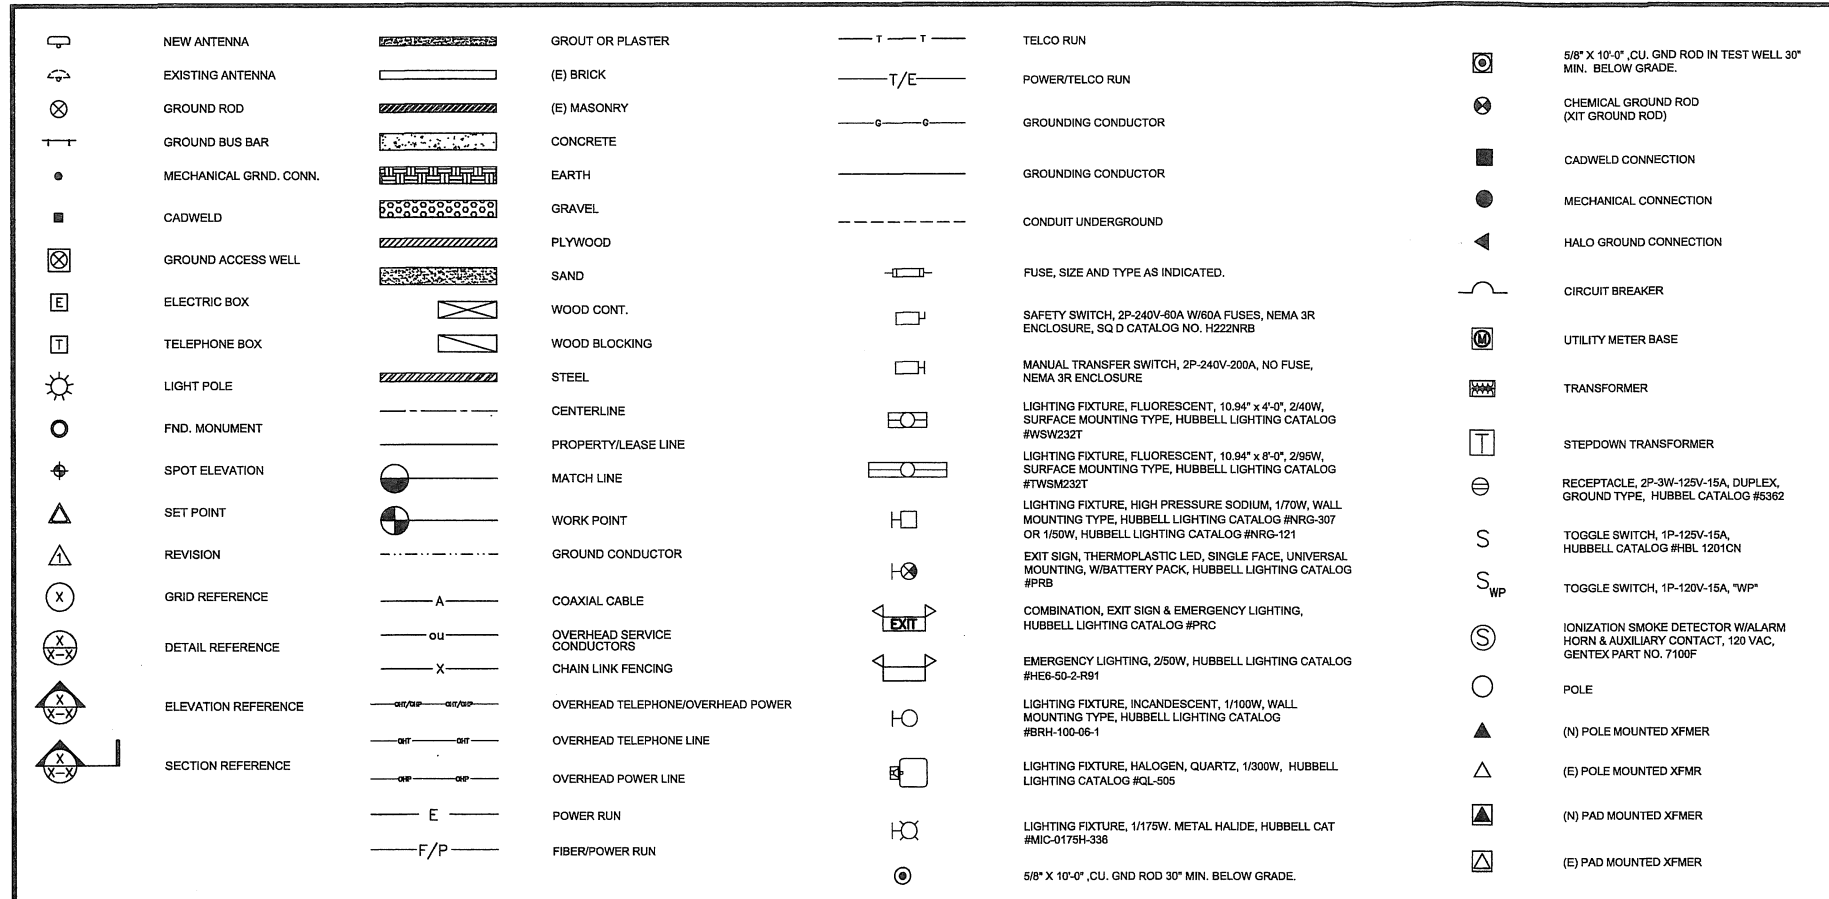 NEW ANTENNA
EXISTING ANTENNA
GROUND ROD
GROUND BUS BAR
MECHANICAL GRND. CONN.
CADWELD
GROUND ACCESS WELL
E ELECTRIC BOX
T TELEPHONE BOX
LIGHT POLE
FND. MONUMENT
SPOT ELEVATION
SET POINT
1 REVISION
X GRID REFERENCE
X
X-X
DETAIL REFERENCE
X
X-X
ELEVATION REFERENCE
X
X-X
SECTION REFERENCE
GROUT OR PLASTER
(E) BRICK
(E) MASONRY
CONCRETE
EARTH
GRAVEL
PLYWOOD
SAND
WOOD CONT.
WOOD BLOCKING
STEEL
CENTERLINE
PROPERTY/LEASE LINE
MATCH LINE
WORK POINT
GROUND CONDUCTOR
A COAXIAL CABLE
ou OVERHEAD SERVICE
CONDUCTORS
X CHAIN LINK FENCING
OHT/OHP OHT/OHP OVERHEAD TELEPHONE/OVERHEAD POWER
OHT OHT OVERHEAD TELEPHONE LINE
OHP OHP OVERHEAD POWER LINE
E POWER RUN
F/P FIBER/POWER RUN
T T TELCO RUN
T/E POWER/TELCO RUN
G G GROUNDING CONDUCTOR
GROUNDING CONDUCTOR
CONDUIT UNDERGROUND
FUSE, SIZE AND TYPE AS INDICATED.
SAFETY SWITCH, 2P-240V-60A W/60A FUSES, NEMA 3R
ENCLOSURE, SQ D CATALOG NO. H222NRB
MANUAL TRANSFER SWITCH, 2P-240V-200A, NO FUSE,
NEMA 3R ENCLOSURE
LIGHTING FIXTURE, FLUORESCENT, 10.94" x 4'-0", 2/40W,
SURFACE MOUNTING TYPE, HUBBELL LIGHTING CATALOG
#WSW232T
LIGHTING FIXTURE, FLUORESCENT, 10.94" x 8'-0", 2/95W,
SURFACE MOUNTING TYPE, HUBBELL LIGHTING CATALOG
#TWSM232T
LIGHTING FIXTURE, HIGH PRESSURE SODIUM, 1/70W, WALL
MOUNTING TYPE, HUBBELL LIGHTING CATALOG #NRG-307
OR 1/50W, HUBBELL LIGHTING CATALOG #NRG-121
EXIT SIGN, THERMOPLASTIC LED, SINGLE FACE, UNIVERSAL
MOUNTING, W/BATTERY PACK, HUBBELL LIGHTING CATALOG
#PRB
EXIT
COMBINATION, EXIT SIGN & EMERGENCY LIGHTING,
HUBBELL LIGHTING CATALOG #PRC
EMERGENCY LIGHTING, 2/50W, HUBBELL LIGHTING CATALOG
#HE6-50-2-R91
LIGHTING FIXTURE, INCANDESCENT, 1/100W, WALL
MOUNTING TYPE, HUBBELL LIGHTING CATALOG
#BRH-100-06-1
LIGHTING FIXTURE, HALOGEN, QUARTZ, 1/300W, HUBBELL
LIGHTING CATALOG #QL-505
LIGHTING FIXTURE, 1/175W. METAL HALIDE, HUBBELL CAT
#MIC-0175H-336
5/8" X 10'-0" ,CU. GND ROD 30" MIN. BELOW GRADE.
5/8" X 10'-0" ,CU. GND ROD IN TEST WELL 30"
MIN. BELOW GRADE.
CHEMICAL GROUND ROD
(XIT GROUND ROD)
CADWELD CONNECTION
MECHANICAL CONNECTION
HALO GROUND CONNECTION
CIRCUIT BREAKER
M UTILITY METER BASE
TRANSFORMER
T STEPDOWN TRANSFORMER
RECEPTACLE, 2P-3W-125V-15A, DUPLEX,
GROUND TYPE, HUBBEL CATALOG #5362
S TOGGLE SWITCH, 1P-125V-15A,
HUBBELL CATALOG #HBL 1201CN
S WP TOGGLE SWITCH, 1P-120V-15A, "WP"
S IONIZATION SMOKE DETECTOR W/ALARM
HORN & AUXILIARY CONTACT, 120 VAC,
GENTEX PART NO. 7100F
POLE
(N) POLE MOUNTED XFMER
(E) POLE MOUNTED XFMR
(N) PAD MOUNTED XFMER
(E) PAD MOUNTED XFMER